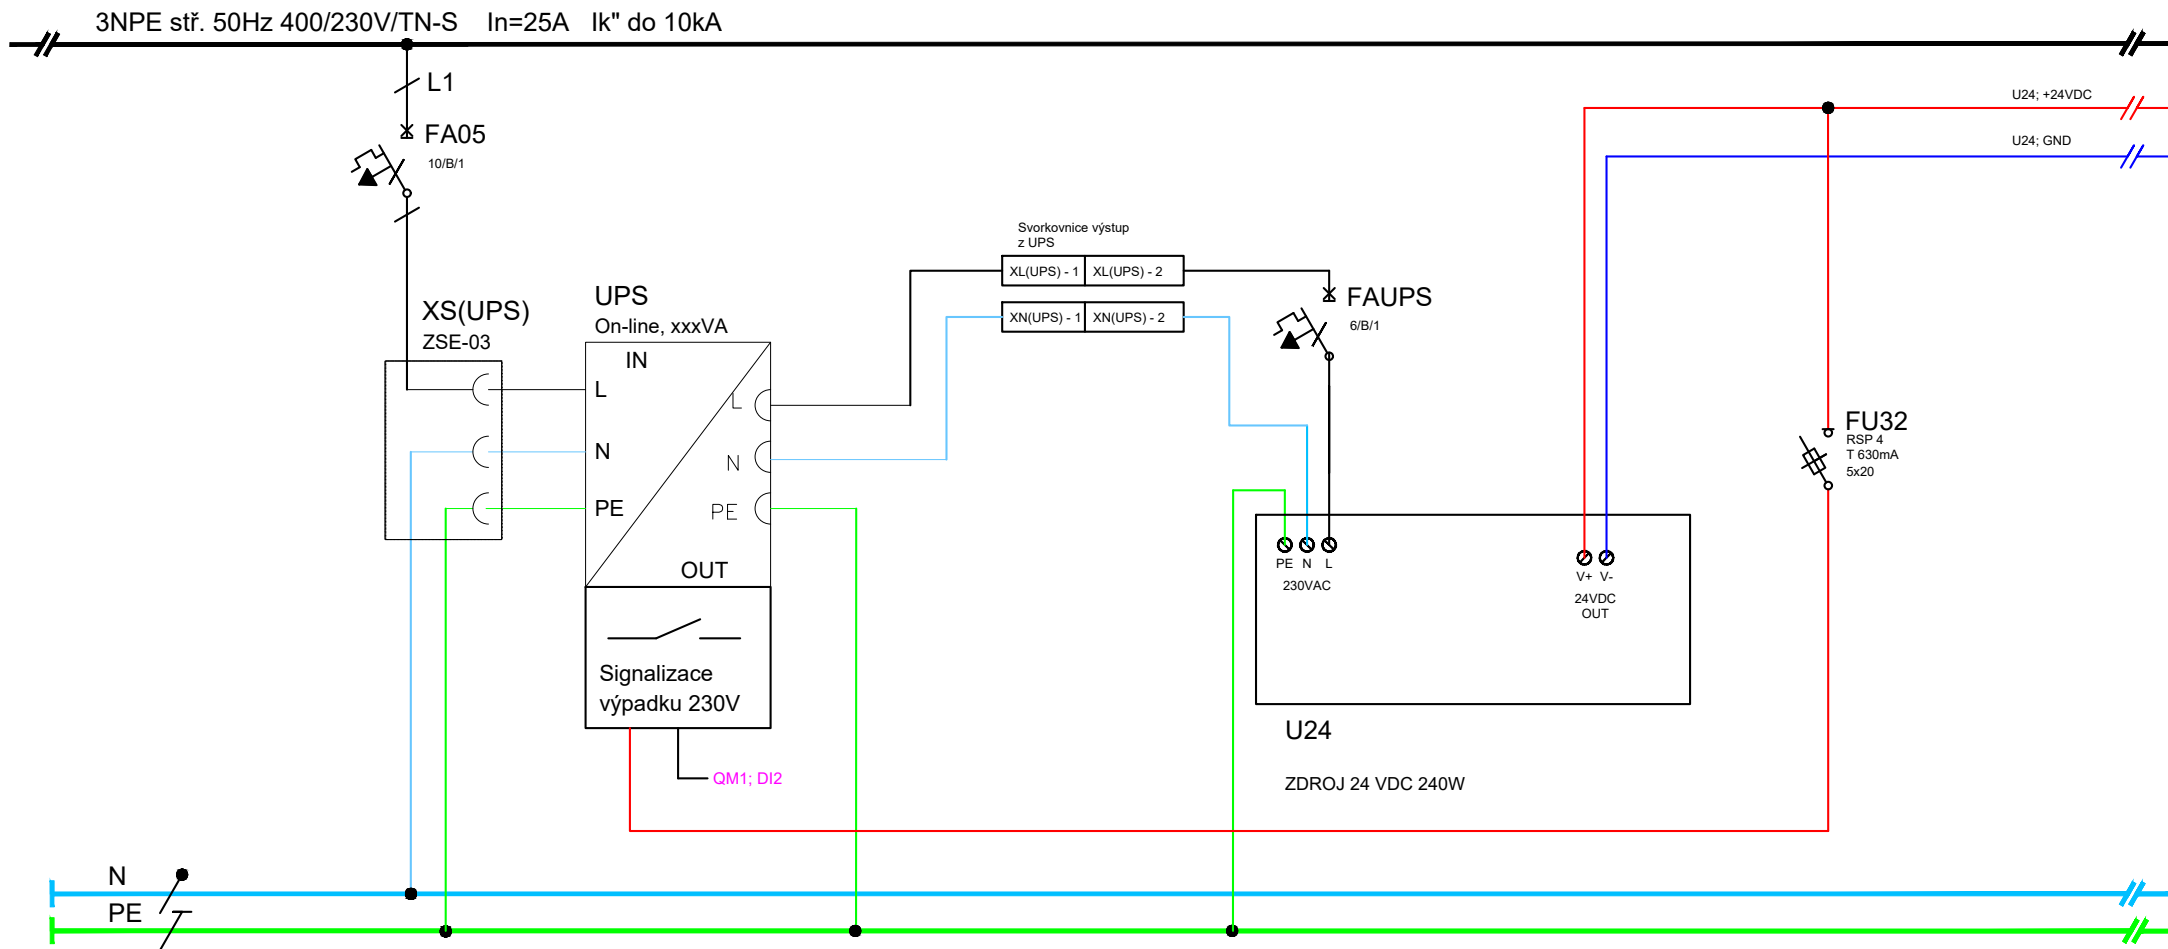 3NPE stř. 50Hz 400/230V/TN-S In=25A Ik" do 10kA
L1
FA05
10/B/1
U24; +24VDC
U24; GND
Svorkovnice výstup
z UPS
XL(UPS) - 1 XL(UPS) - 2
XN(UPS) - 1 XN(UPS) - 2
FAUPS
6/B/1
XS(UPS)
ZSE-03
UPS
On-line, xxxVA
IN
L
N
PE
L
N
PE
OUT
Signalizace
výpadku 230V
QM1; DI2
FU32
RSP 4
T 630mA
5x20
PE N L
230VAC
V+ V-
24VDC
OUT
U24
ZDROJ 24 VDC 240W
N
PE